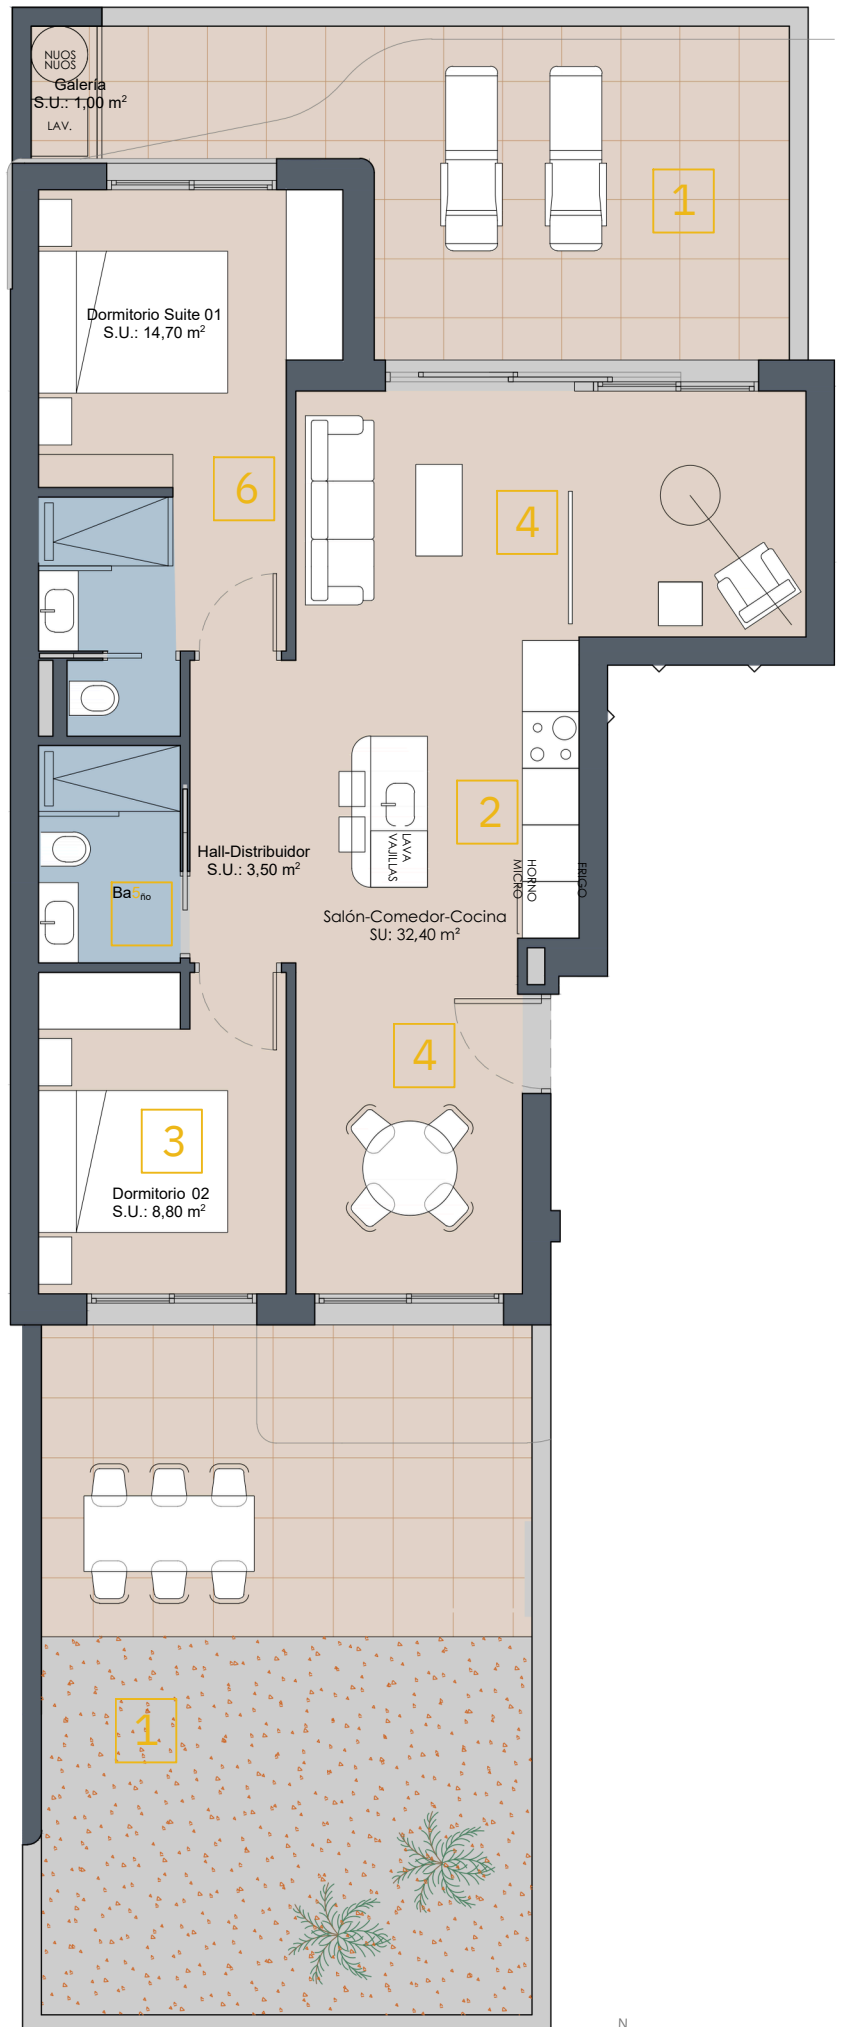 NUOS
NUOS
Galería
S.U.: 1,00 m²
LAV.
1
Dormitorio Suite 01
S.U.: 14,70 m²
6
4
2
LAVA
VAJILLAS
Hall-Distribuidor
S.U.: 3,50 m²
FRIGO
HORNO
MICRO
Ba5ño
Salón-Comedor-Cocina
SU: 32,40 m²
4
3
Dormitorio 02
S.U.: 8,80 m²
1
N